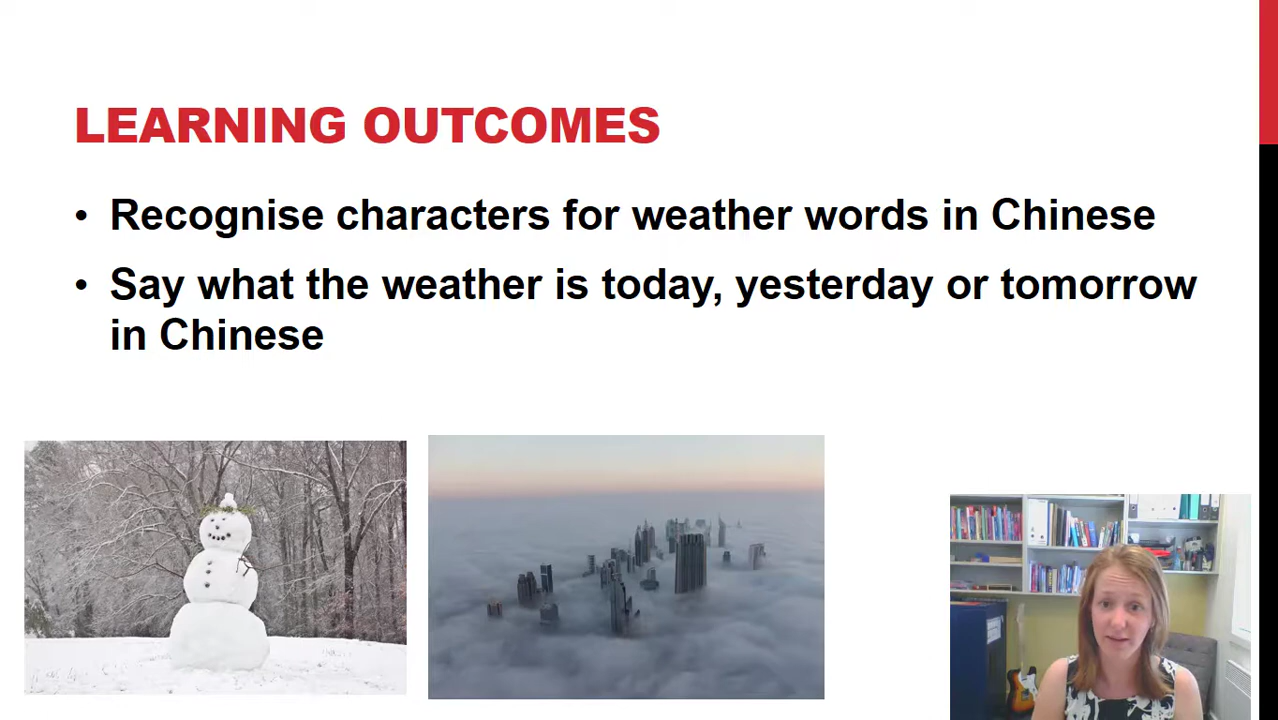 LEARNING OUTCOMES
• Recognise characters for weather words in Chinese
• Say what the weather is today, yesterday or tomorrow
in Chinese